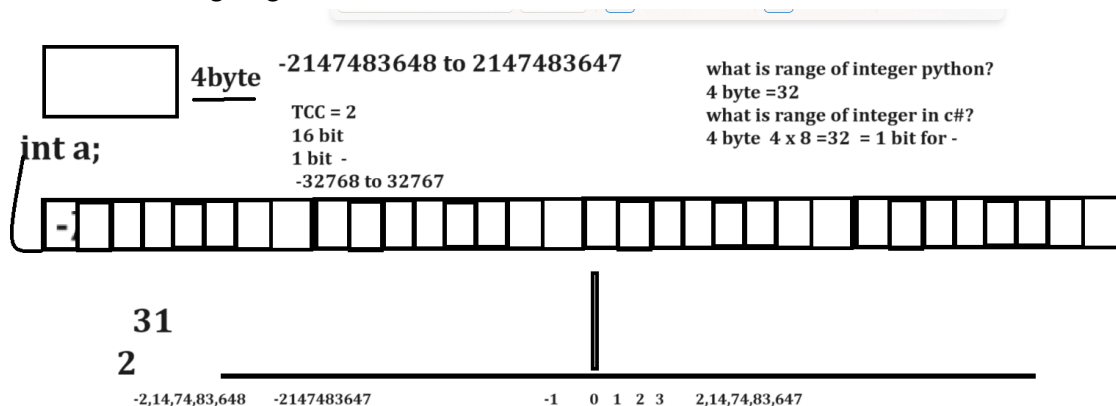 4byte
-2147483648 to 2147483647
what is range of integer python?
4 byte =32
what is range of integer in c#?
4 byte 4 x 8 =32 = 1 bit for -
TCC = 2
16 bit
1 bit -
-32768 to 32767
int a;
-
31
2
-2,14,74,83,648 -2147483647 -1 0 1 2 3 2,14,74,83,647